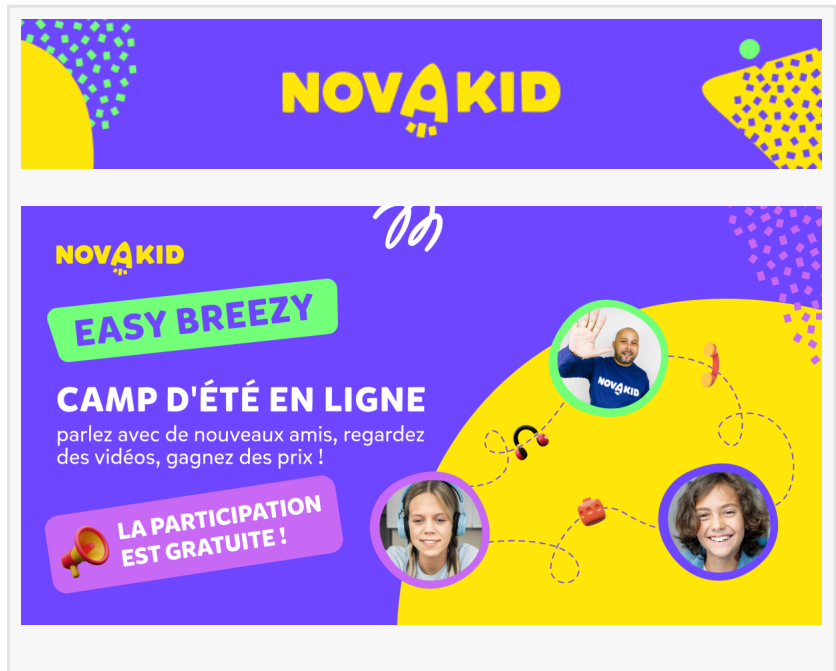 NOVAKID
NOVAKID
EASY BREEZY
CAMP D'ÉTÉ EN LIGNE
parlez avec de nouveaux amis, regardez
des vidéos, gagnez des prix !
LA PARTICIPATION
EST GRATUITE !
NOVAKID